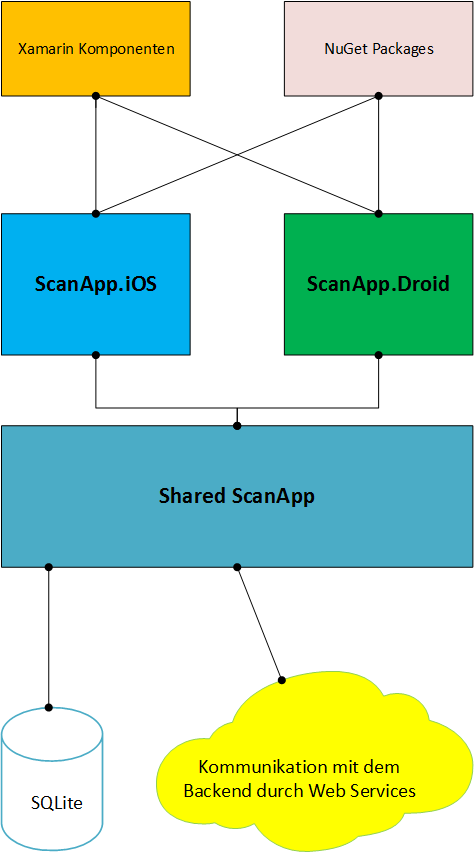 Xamarin Komponenten
NuGet Packages
ScanApp.iOS
ScanApp.Droid
Shared ScanApp
SQLite
Kommunikation mit dem
Backend durch Web Services